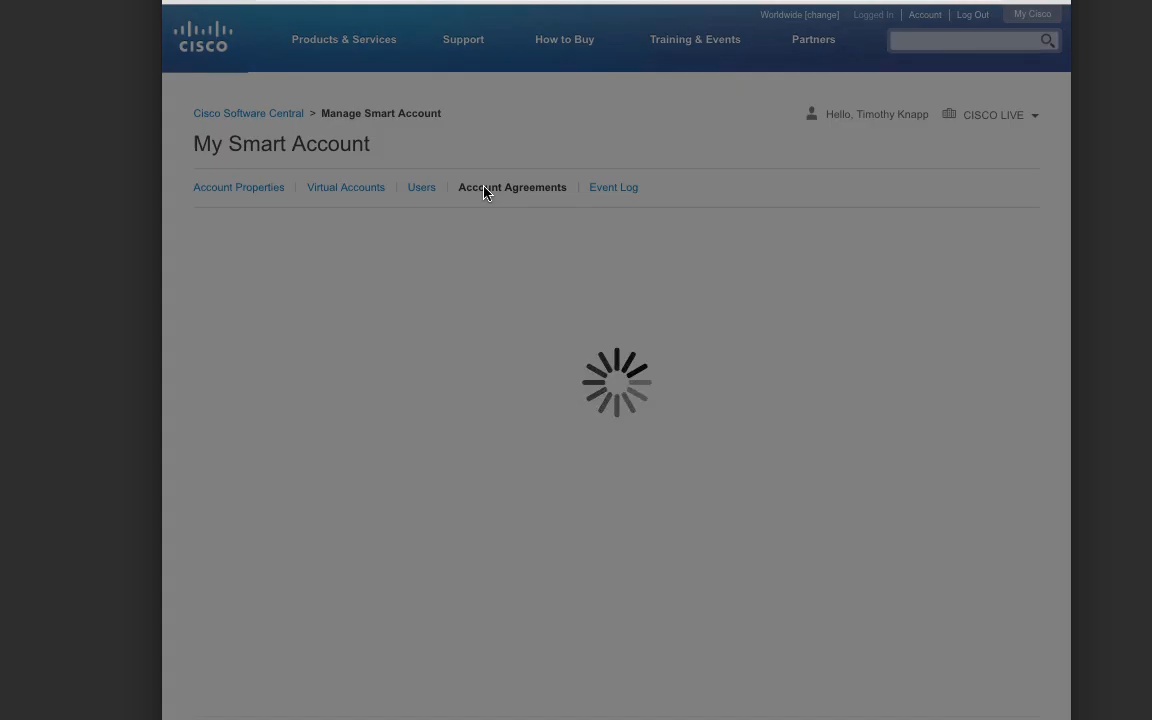 Worldwide [change] Logged In Account Log Out My Cisco
CISCO Products & Services Support How to Buy Training & Events Partners
Cisco Software Central > Manage Smart Account Hello, Timothy Knapp CISCO LIVE
My Smart Account
Account Properties Virtual Accounts Users Account Agreements Event Log